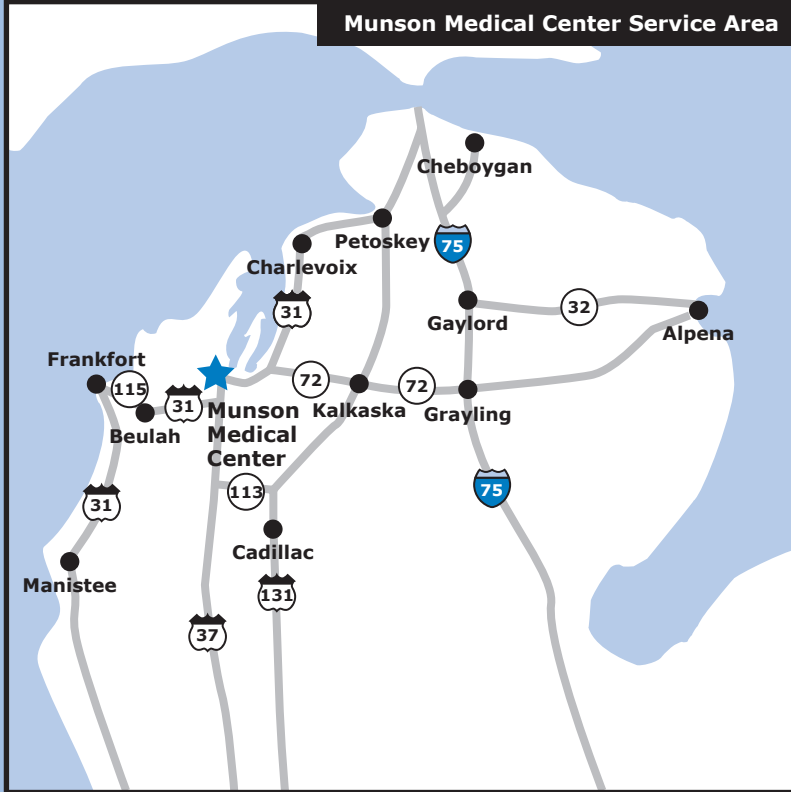 Munson Medical Center Service Area
Cheboygan
Petoskey
75
Charlevoix
31
Gaylord
32
Alpena
Frankfort
115
31
72
72
Munson
Medical
Center
Kalkaska
Grayling
Beulah
113
75
31
Cadillac
Manistee
131
37